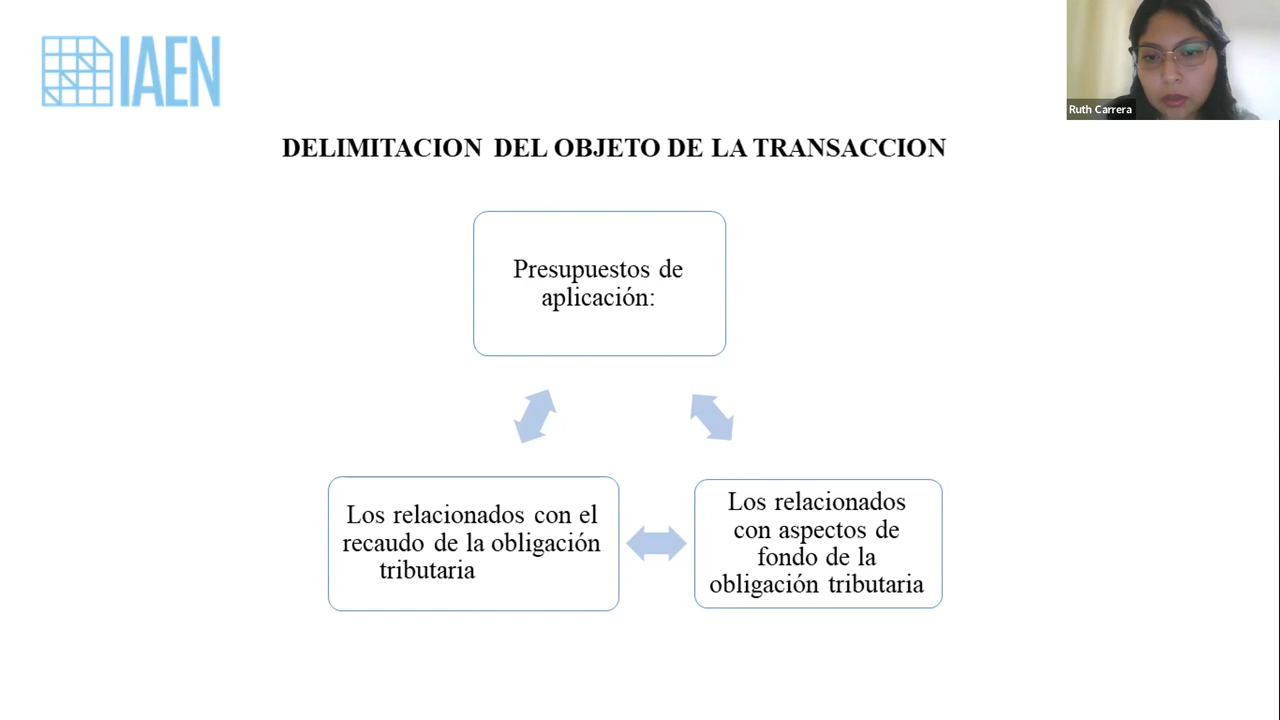 IAEN
Ruth Carrera
DELIMITACION DEL OBJETO DE LA TRANSACCION
Presupuestos de
aplicación:
Los relacionados con el
recaudo de la obligación
tributaria
Los relacionados
con aspectos de
fondo de la
obligación tributaria